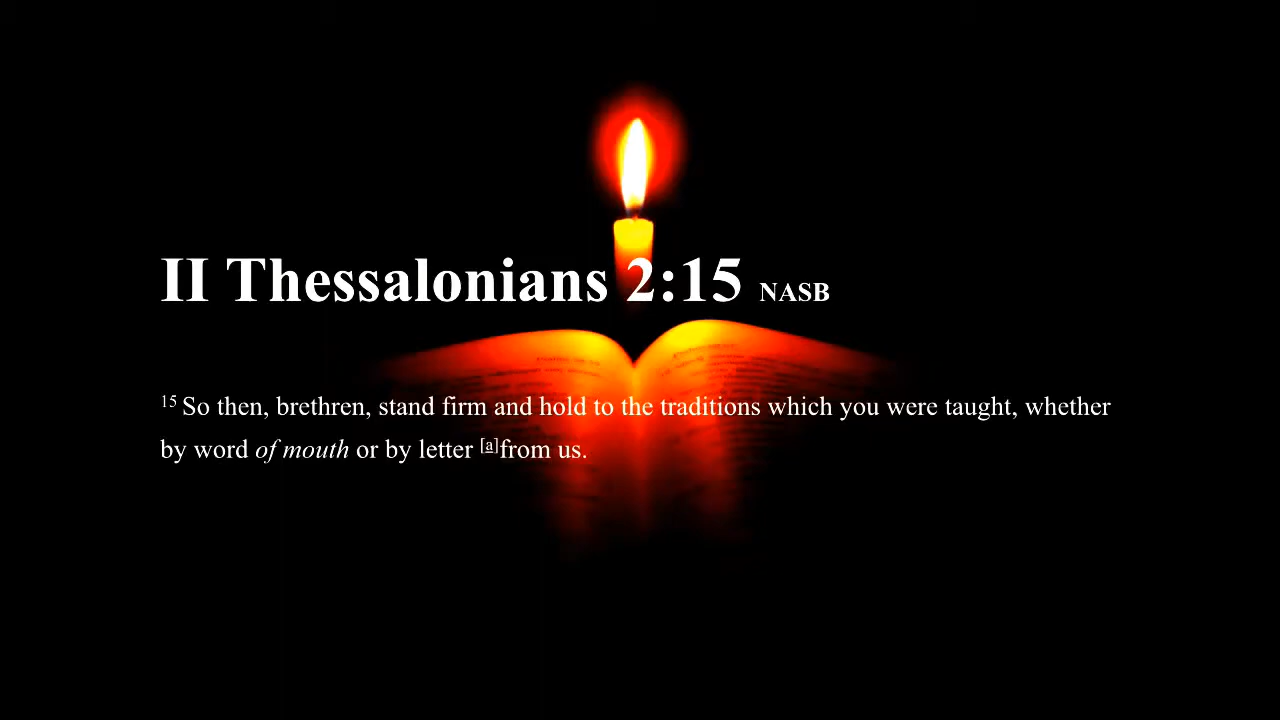 II Thessalonians 2:15 NASB
15 So then, brethren, stand firm and hold to the traditions which you were taught, whether
by word of mouth or by letter [a]from us.